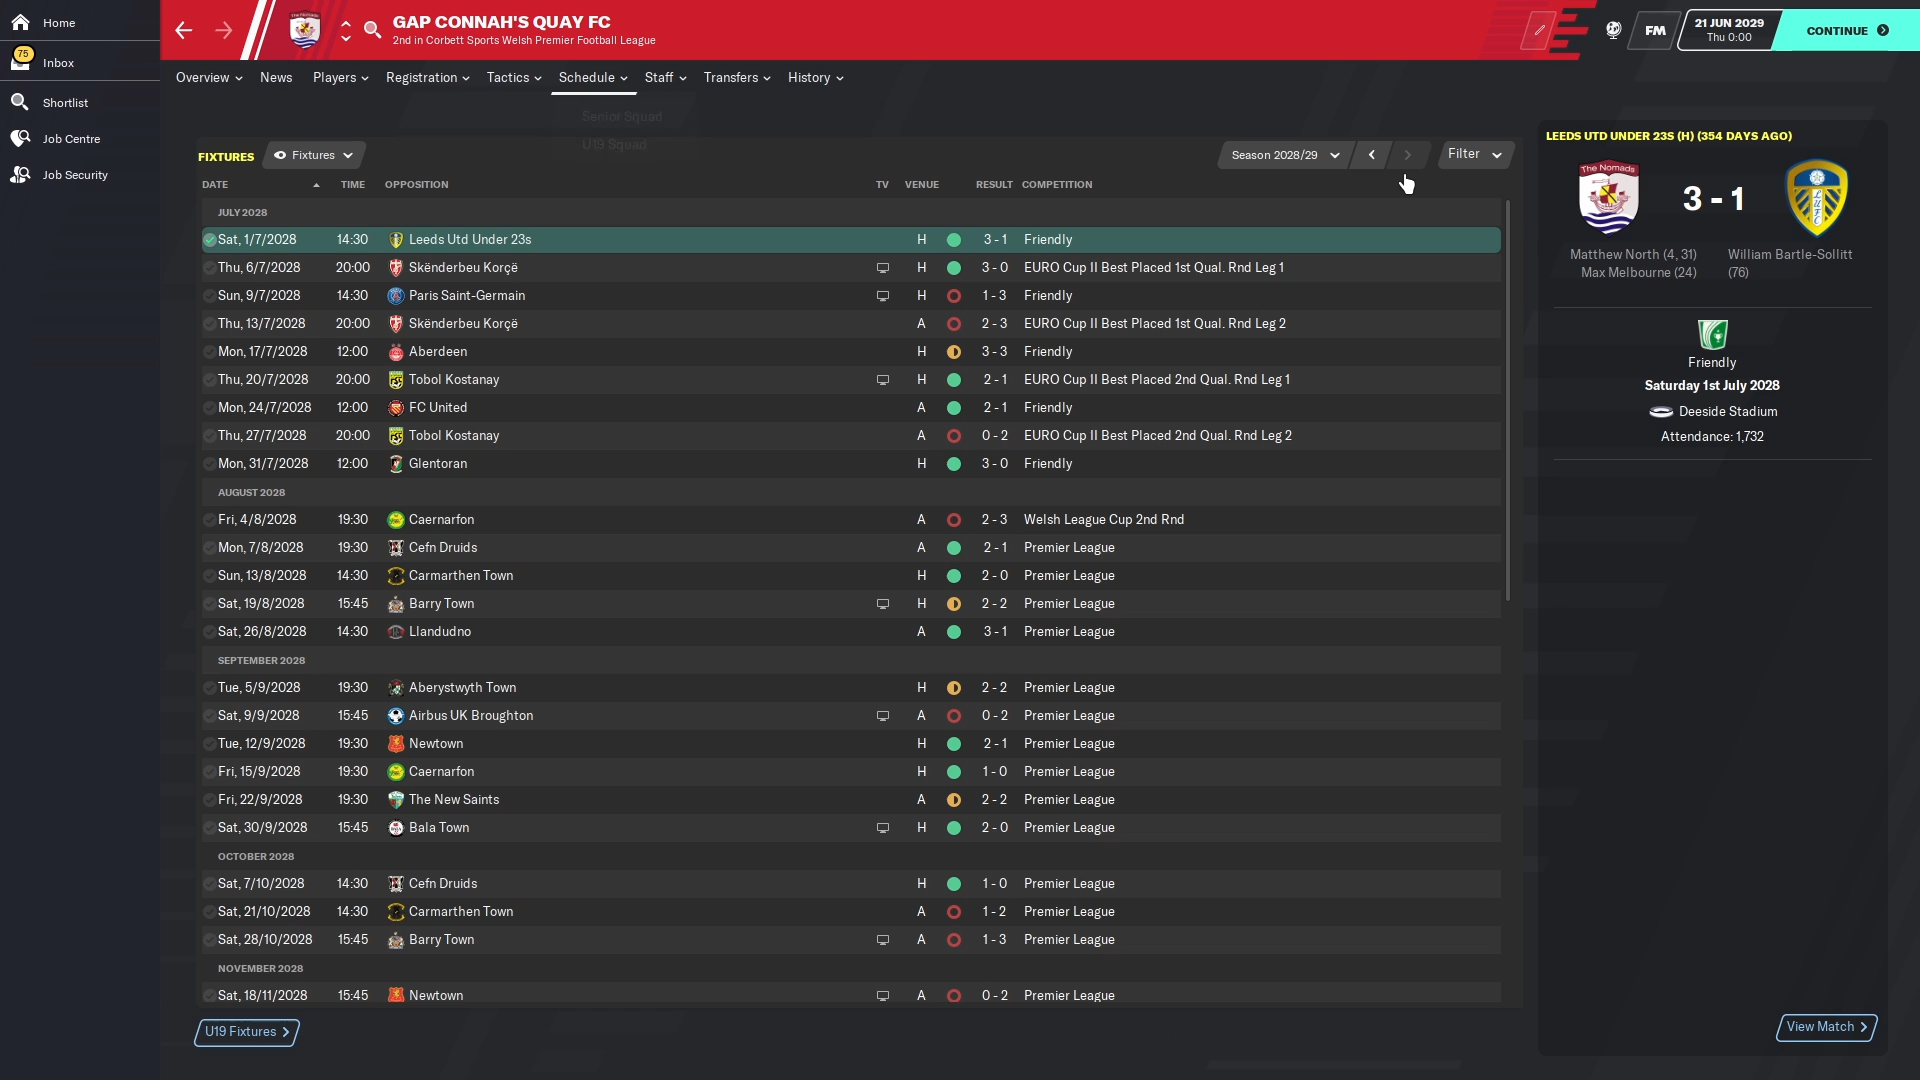 Home
75
Inbox
Shortlist
Job Centre
Job Security
GAP CONNAH'S QUAY FC
2nd in Corbett Sports Welsh Premier Football League
FM
21 JUN 2029
Thu 0:00
CONTINUE
Overview News Players Registration Tactics Schedule Staff Transfers History
Senior Squad
U19 Squad
FIXTURES Fixtures Season 2028/29 Filter
DATE TIME OPPOSITION TV VENUE RESULT COMPETITION
JULY 2028
Sat, 1/7/2028 14:30 Leeds Utd Under 23s H 3 - 1 Friendly
Thu, 6/7/2028 20:00 Skënderbeu Korçë H 3 - 0 EURO Cup II Best Placed 1st Qual. Rnd Leg 1
Sun, 9/7/2028 14:30 Paris Saint-Germain H 1 - 3 Friendly
Thu, 13/7/2028 20:00 Skënderbeu Korçë A 2 - 3 EURO Cup II Best Placed 1st Qual. Rnd Leg 2
Mon, 17/7/2028 12:00 Aberdeen H 3 - 3 Friendly
Thu, 20/7/2028 20:00 Tobol Kostanay H 2 - 1 EURO Cup II Best Placed 2nd Qual. Rnd Leg 1
Mon, 24/7/2028 12:00 FC United A 2 - 1 Friendly
Thu, 27/7/2028 20:00 Tobol Kostanay A 0 - 2 EURO Cup II Best Placed 2nd Qual. Rnd Leg 2
Mon, 31/7/2028 12:00 Glentoran H 3 - 0 Friendly
AUGUST 2028
Fri, 4/8/2028 19:30 Caernarfon A 2 - 3 Welsh League Cup 2nd Rnd
Mon, 7/8/2028 19:30 Cefn Druids A 2 - 1 Premier League
Sun, 13/8/2028 14:30 Carmarthen Town H 2 - 0 Premier League
Sat, 19/8/2028 15:45 Barry Town H 2 - 2 Premier League
Sat, 26/8/2028 14:30 Llandudno A 3 - 1 Premier League
SEPTEMBER 2028
Tue, 5/9/2028 19:30 Aberystwyth Town H 2 - 2 Premier League
Sat, 9/9/2028 15:45 Airbus UK Broughton A 0 - 2 Premier League
Tue, 12/9/2028 19:30 Newtown H 2 - 1 Premier League
Fri, 15/9/2028 19:30 Caernarfon H 1 - 0 Premier League
Fri, 22/9/2028 19:30 The New Saints A 2 - 2 Premier League
Sat, 30/9/2028 15:45 Bala Town H 2 - 0 Premier League
OCTOBER 2028
Sat, 7/10/2028 14:30 Cefn Druids H 1 - 0 Premier League
Sat, 21/10/2028 14:30 Carmarthen Town A 1 - 2 Premier League
Sat, 28/10/2028 15:45 Barry Town A 1 - 3 Premier League
NOVEMBER 2028
Sat, 18/11/2028 15:45 Newtown A 0 - 2 Premier League
U19 Fixtures
LEEDS UTD UNDER 23S (H) (354 DAYS AGO)
The Nomads
3 - 1
Matthew North (4, 31)
Max Melbourne (24)
William Bartle-Sollitt
(76)
Friendly
Saturday 1st July 2028
Deeside Stadium
Attendance: 1,732
View Match